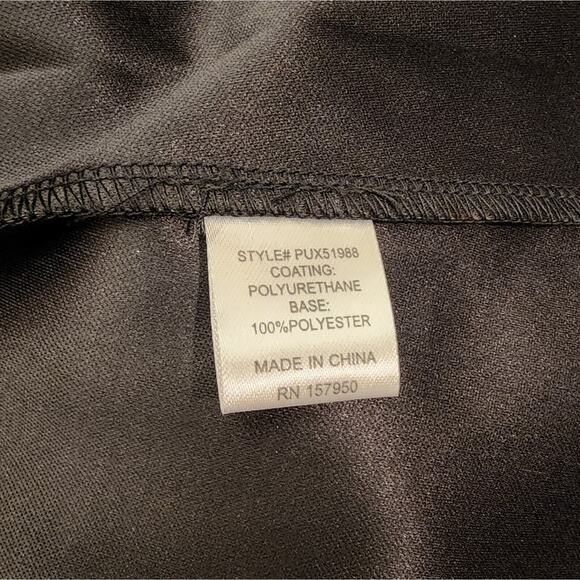 STYLE# PUX51988
COATING:
POLYURETHANE
BASE:
100%POLYESTER
MADE IN CHINA
RN 157950